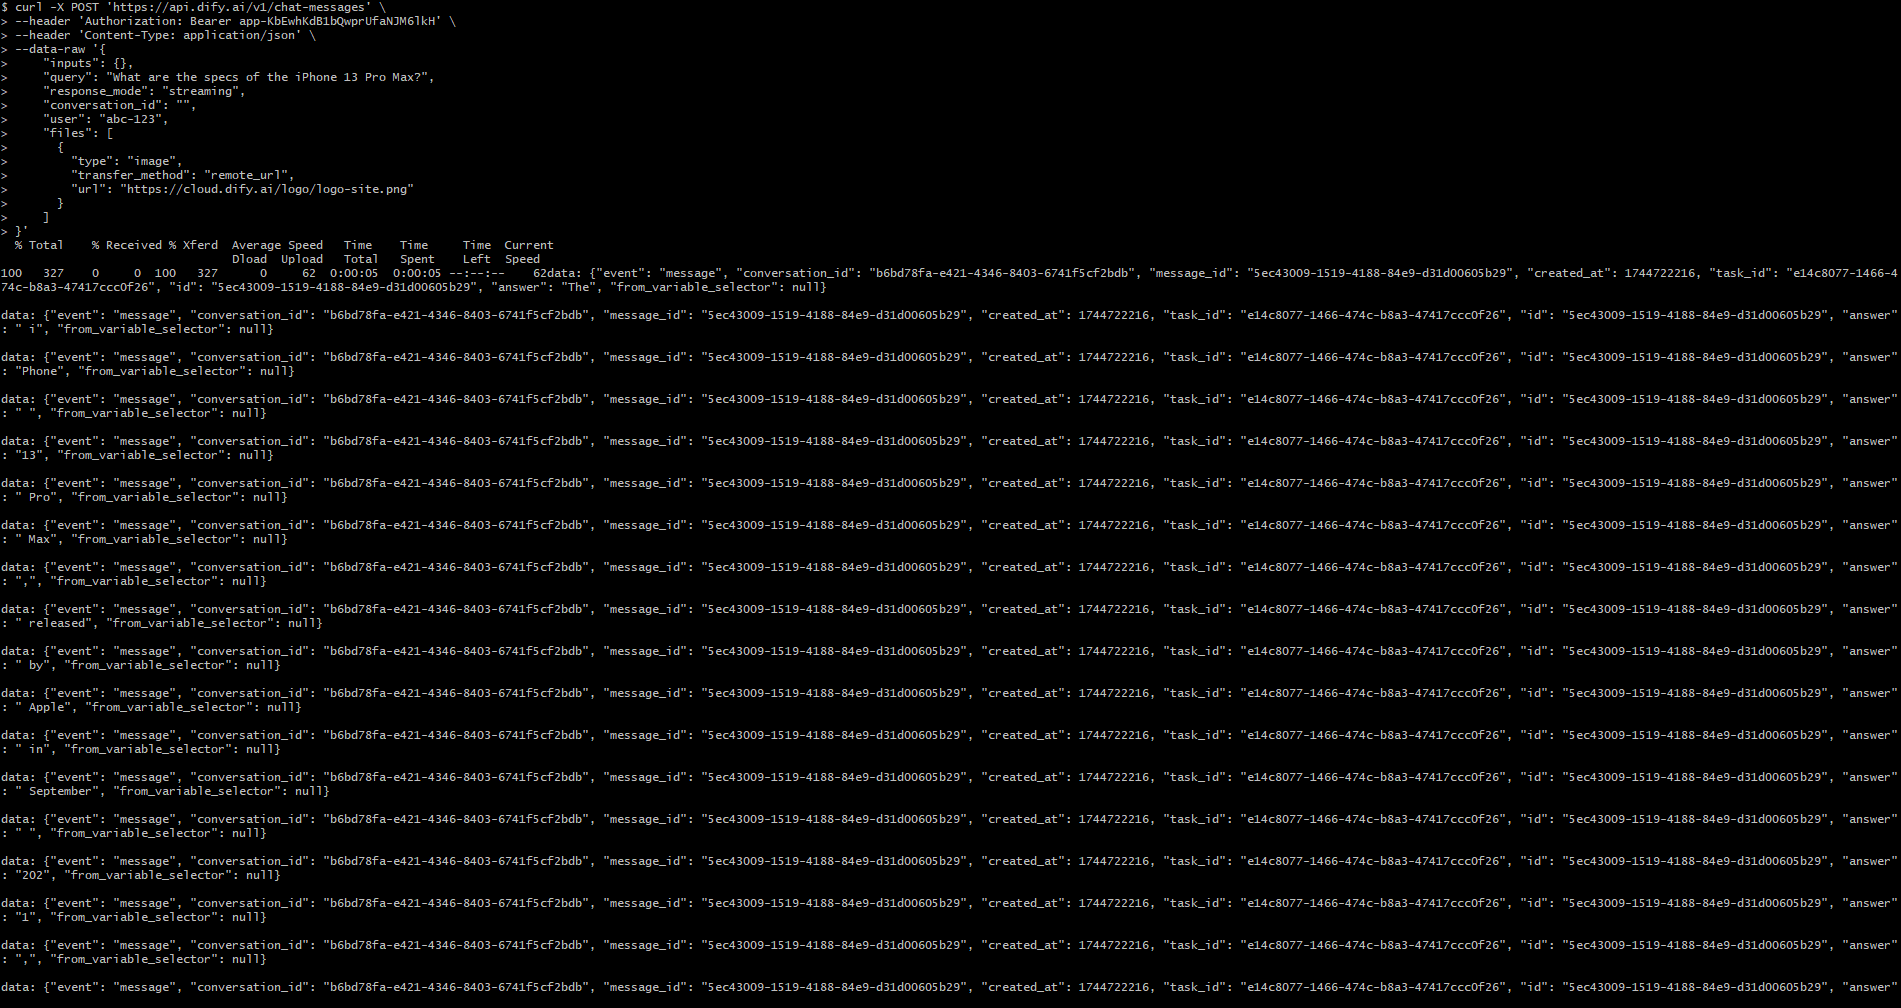 $ curl -X POST 'https://api.dify.ai/v1/chat-messages' \
> --header 'Authorization: Bearer app-KbEwhKdB1bQwprUfaNJM6lkH' \
> --header 'Content-Type: application/json' \
> --data-raw '{
>     "inputs": {},
>     "query": "What are the specs of the iPhone 13 Pro Max?",
>     "response_mode": "streaming",
>     "conversation_id": "",
>     "user": "abc-123",
>     "files": [
>       {
>         "type": "image",
>         "transfer_method": "remote_url",
>         "url": "https://cloud.dify.ai/logo/logo-site.png"
>       }
>     ]
> }'
  % Total    % Received % Xferd  Average Speed   Time    Time     Time  Current
                                 Dload  Upload   Total   Spent    Left  Speed
100   327    0     0  100   327      0     62  0:00:05  0:00:05 --:--:--    62data: {"event": "message", "conversation_id": "b6bd78fa-e421-4346-8403-6741f5cf2bdb", "message_id": "5ec43009-1519-4188-84e9-d31d00605b29", "created_at": 1744722216, "task_id": "e14c8077-1466-4
74c-b8a3-47417ccc0f26", "id": "5ec43009-1519-4188-84e9-d31d00605b29", "answer": "The", "from_variable_selector": null}
data: {"event": "message", "conversation_id": "b6bd78fa-e421-4346-8403-6741f5cf2bdb", "message_id": "5ec43009-1519-4188-84e9-d31d00605b29", "created_at": 1744722216, "task_id": "e14c8077-1466-474c-b8a3-47417ccc0f26", "id": "5ec43009-1519-4188-84e9-d31d00605b29", "answer"
: " i", "from_variable_selector": null}
data: {"event": "message", "conversation_id": "b6bd78fa-e421-4346-8403-6741f5cf2bdb", "message_id": "5ec43009-1519-4188-84e9-d31d00605b29", "created_at": 1744722216, "task_id": "e14c8077-1466-474c-b8a3-47417ccc0f26", "id": "5ec43009-1519-4188-84e9-d31d00605b29", "answer"
: "Phone", "from_variable_selector": null}
data: {"event": "message", "conversation_id": "b6bd78fa-e421-4346-8403-6741f5cf2bdb", "message_id": "5ec43009-1519-4188-84e9-d31d00605b29", "created_at": 1744722216, "task_id": "e14c8077-1466-474c-b8a3-47417ccc0f26", "id": "5ec43009-1519-4188-84e9-d31d00605b29", "answer"
: " ", "from_variable_selector": null}
data: {"event": "message", "conversation_id": "b6bd78fa-e421-4346-8403-6741f5cf2bdb", "message_id": "5ec43009-1519-4188-84e9-d31d00605b29", "created_at": 1744722216, "task_id": "e14c8077-1466-474c-b8a3-47417ccc0f26", "id": "5ec43009-1519-4188-84e9-d31d00605b29", "answer"
: "13", "from_variable_selector": null}
data: {"event": "message", "conversation_id": "b6bd78fa-e421-4346-8403-6741f5cf2bdb", "message_id": "5ec43009-1519-4188-84e9-d31d00605b29", "created_at": 1744722216, "task_id": "e14c8077-1466-474c-b8a3-47417ccc0f26", "id": "5ec43009-1519-4188-84e9-d31d00605b29", "answer"
: " Pro", "from_variable_selector": null}
data: {"event": "message", "conversation_id": "b6bd78fa-e421-4346-8403-6741f5cf2bdb", "message_id": "5ec43009-1519-4188-84e9-d31d00605b29", "created_at": 1744722216, "task_id": "e14c8077-1466-474c-b8a3-47417ccc0f26", "id": "5ec43009-1519-4188-84e9-d31d00605b29", "answer"
: " Max", "from_variable_selector": null}
data: {"event": "message", "conversation_id": "b6bd78fa-e421-4346-8403-6741f5cf2bdb", "message_id": "5ec43009-1519-4188-84e9-d31d00605b29", "created_at": 1744722216, "task_id": "e14c8077-1466-474c-b8a3-47417ccc0f26", "id": "5ec43009-1519-4188-84e9-d31d00605b29", "answer"
: ",", "from_variable_selector": null}
data: {"event": "message", "conversation_id": "b6bd78fa-e421-4346-8403-6741f5cf2bdb", "message_id": "5ec43009-1519-4188-84e9-d31d00605b29", "created_at": 1744722216, "task_id": "e14c8077-1466-474c-b8a3-47417ccc0f26", "id": "5ec43009-1519-4188-84e9-d31d00605b29", "answer"
: " released", "from_variable_selector": null}
data: {"event": "message", "conversation_id": "b6bd78fa-e421-4346-8403-6741f5cf2bdb", "message_id": "5ec43009-1519-4188-84e9-d31d00605b29", "created_at": 1744722216, "task_id": "e14c8077-1466-474c-b8a3-47417ccc0f26", "id": "5ec43009-1519-4188-84e9-d31d00605b29", "answer"
: " by", "from_variable_selector": null}
data: {"event": "message", "conversation_id": "b6bd78fa-e421-4346-8403-6741f5cf2bdb", "message_id": "5ec43009-1519-4188-84e9-d31d00605b29", "created_at": 1744722216, "task_id": "e14c8077-1466-474c-b8a3-47417ccc0f26", "id": "5ec43009-1519-4188-84e9-d31d00605b29", "answer"
: " Apple", "from_variable_selector": null}
data: {"event": "message", "conversation_id": "b6bd78fa-e421-4346-8403-6741f5cf2bdb", "message_id": "5ec43009-1519-4188-84e9-d31d00605b29", "created_at": 1744722216, "task_id": "e14c8077-1466-474c-b8a3-47417ccc0f26", "id": "5ec43009-1519-4188-84e9-d31d00605b29", "answer"
: " in", "from_variable_selector": null}
data: {"event": "message", "conversation_id": "b6bd78fa-e421-4346-8403-6741f5cf2bdb", "message_id": "5ec43009-1519-4188-84e9-d31d00605b29", "created_at": 1744722216, "task_id": "e14c8077-1466-474c-b8a3-47417ccc0f26", "id": "5ec43009-1519-4188-84e9-d31d00605b29", "answer"
: " September", "from_variable_selector": null}
data: {"event": "message", "conversation_id": "b6bd78fa-e421-4346-8403-6741f5cf2bdb", "message_id": "5ec43009-1519-4188-84e9-d31d00605b29", "created_at": 1744722216, "task_id": "e14c8077-1466-474c-b8a3-47417ccc0f26", "id": "5ec43009-1519-4188-84e9-d31d00605b29", "answer"
: " ", "from_variable_selector": null}
data: {"event": "message", "conversation_id": "b6bd78fa-e421-4346-8403-6741f5cf2bdb", "message_id": "5ec43009-1519-4188-84e9-d31d00605b29", "created_at": 1744722216, "task_id": "e14c8077-1466-474c-b8a3-47417ccc0f26", "id": "5ec43009-1519-4188-84e9-d31d00605b29", "answer"
: "202", "from_variable_selector": null}
data: {"event": "message", "conversation_id": "b6bd78fa-e421-4346-8403-6741f5cf2bdb", "message_id": "5ec43009-1519-4188-84e9-d31d00605b29", "created_at": 1744722216, "task_id": "e14c8077-1466-474c-b8a3-47417ccc0f26", "id": "5ec43009-1519-4188-84e9-d31d00605b29", "answer"
: "1", "from_variable_selector": null}
data: {"event": "message", "conversation_id": "b6bd78fa-e421-4346-8403-6741f5cf2bdb", "message_id": "5ec43009-1519-4188-84e9-d31d00605b29", "created_at": 1744722216, "task_id": "e14c8077-1466-474c-b8a3-47417ccc0f26", "id": "5ec43009-1519-4188-84e9-d31d00605b29", "answer"
: ",", "from_variable_selector": null}
data: {"event": "message", "conversation_id": "b6bd78fa-e421-4346-8403-6741f5cf2bdb", "message_id": "5ec43009-1519-4188-84e9-d31d00605b29", "created_at": 1744722216, "task_id": "e14c8077-1466-474c-b8a3-47417ccc0f26", "id": "5ec43009-1519-4188-84e9-d31d00605b29", "answer"